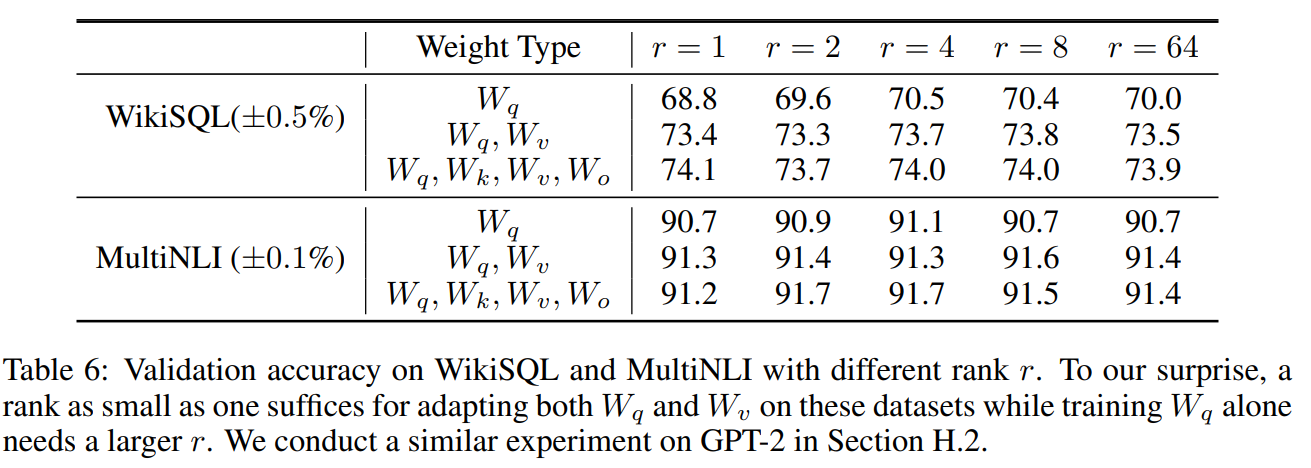 Weight Type r = 1 r = 2 r = 4 r = 8 r = 64
WikiSQL(±0.5%) W_q 68.8 69.6 70.5 70.4 70.0
W_q, W_v 73.4 73.3 73.7 73.8 73.5
W_q, W_k, W_v, W_o 74.1 73.7 74.0 74.0 73.9
MultiNLI (±0.1%) W_q 90.7 90.9 91.1 90.7 90.7
W_q, W_v 91.3 91.4 91.3 91.6 91.4
W_q, W_k, W_v, W_o 91.2 91.7 91.7 91.5 91.4
Table 6: Validation accuracy on WikiSQL and MultiNLI with different rank r. To our surprise, a
rank as small as one suffices for adapting both W_q and W_v on these datasets while training W_q alone
needs a larger r. We conduct a similar experiment on GPT-2 in Section H.2.